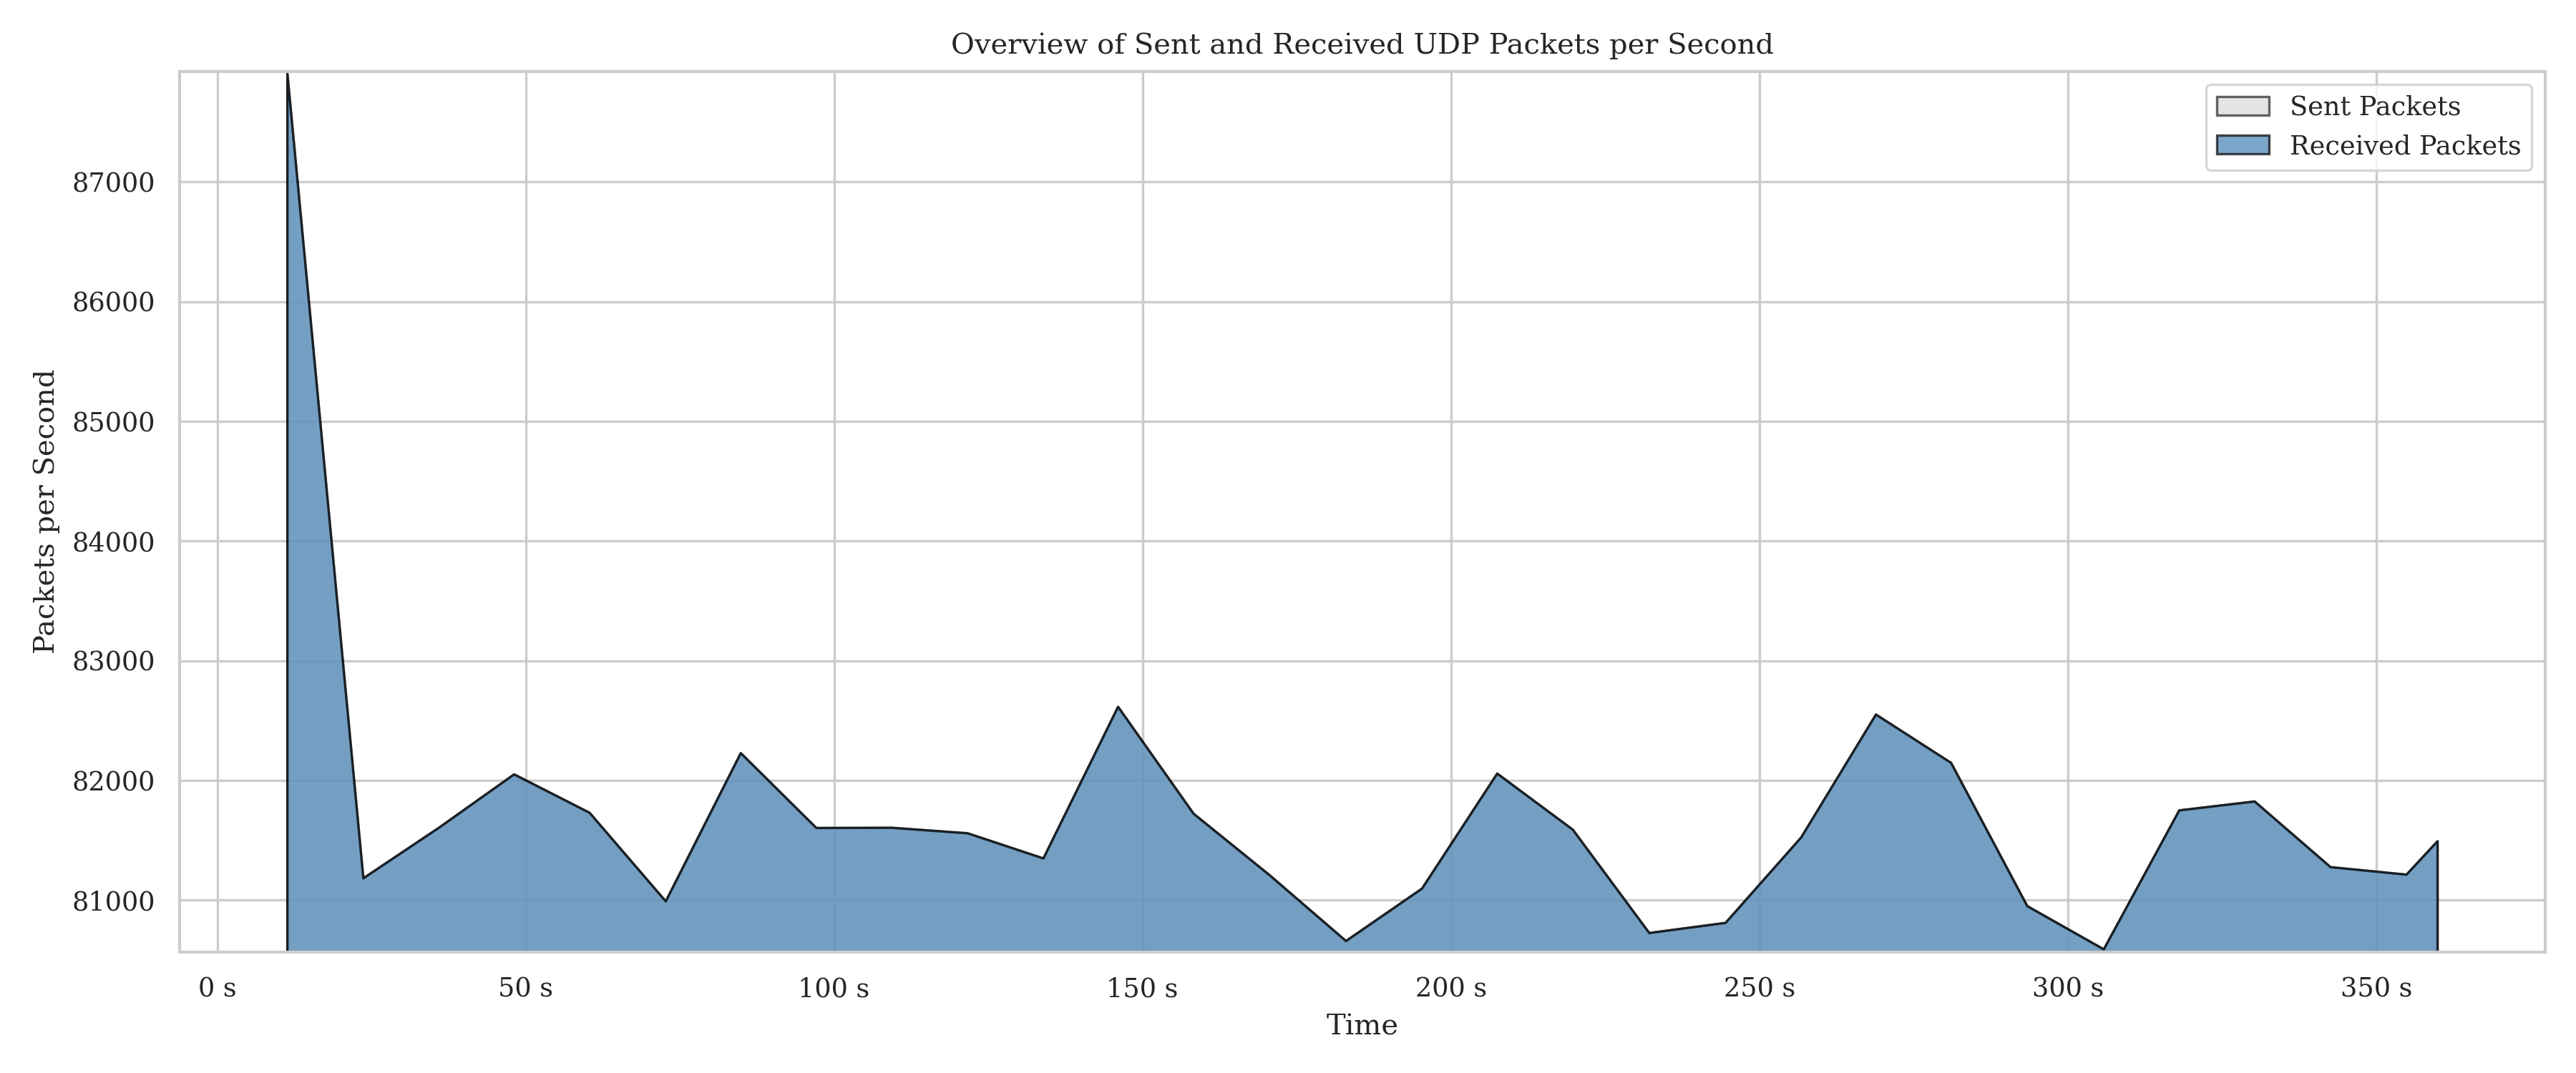 Overview of Sent and Received UDP Packets per Second
Sent Packets
Received Packets
Packets per Second
87000
86000
85000
84000
83000
82000
81000
0 s
50 s
100 s
150 s
200 s
250 s
300 s
350 s
Time